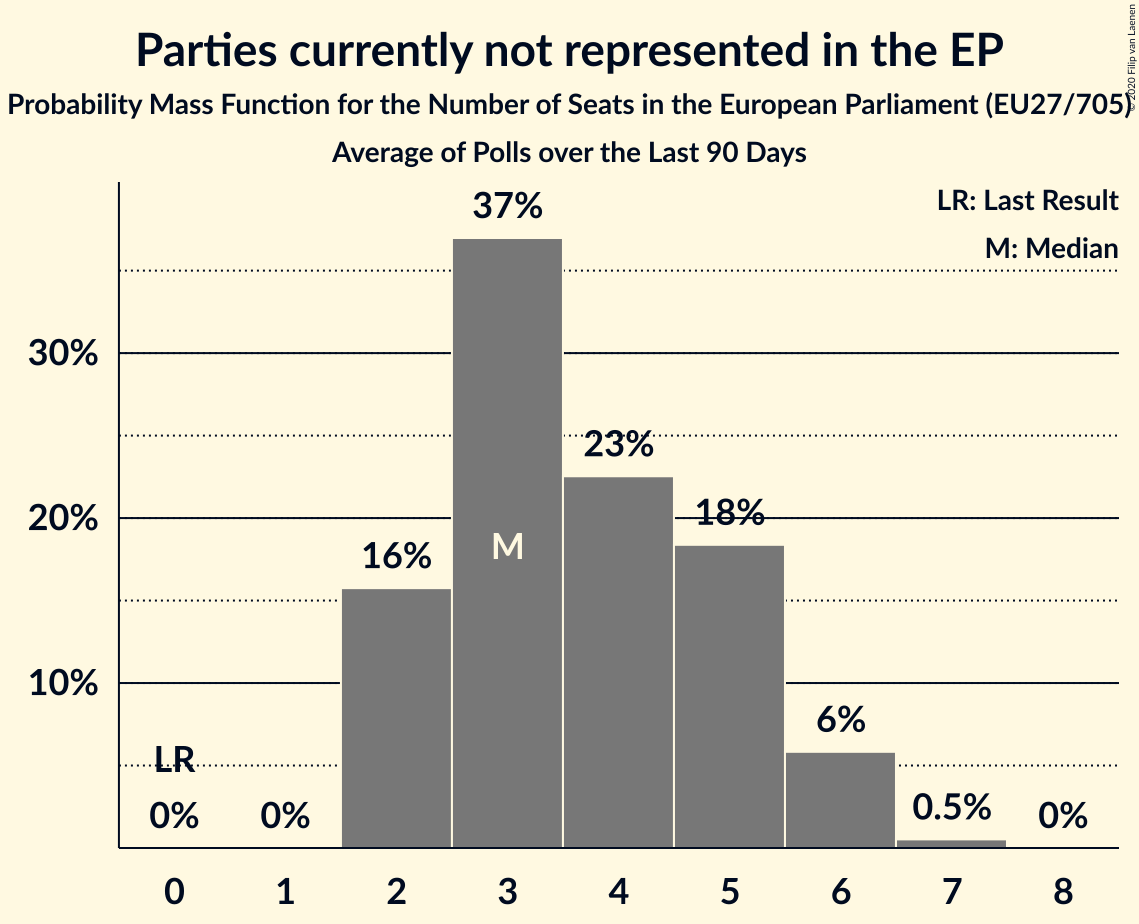 Parties currently not represented in the EP
Probability Mass Function for the Number of Seats in the European Parliament (EU27/705)
Average of Polls over the Last 90 Days
© 2020 Filip van Laenen
LR: Last Result
M: Median
37%
30%
23%
20%
18%
16%
M
10%
6%
LR
0%
0%
0.5%
0%
0 1 2 3 4 5 6 7 8